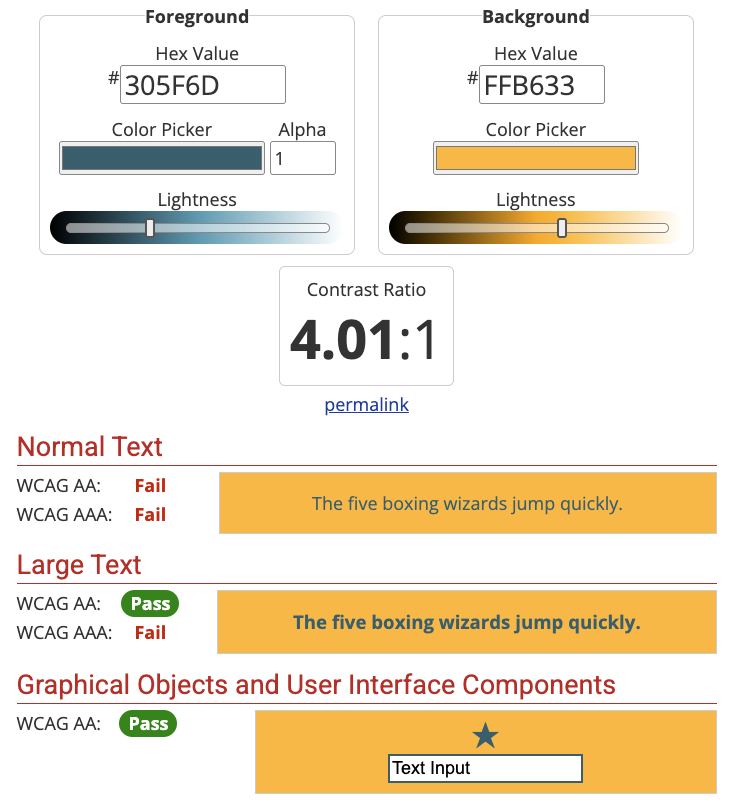 Foreground
Background
Hex Value
#305F6D
Hex Value
#FFB633
Color Picker
Alpha
1
Color Picker
Lightness
Lightness
Contrast Ratio
4.01:1
permalink
Normal Text
WCAG AA: Fail
WCAG AAA: Fail
The five boxing wizards jump quickly.
Large Text
WCAG AA: Pass
WCAG AAA: Fail
The five boxing wizards jump quickly.
Graphical Objects and User Interface Components
WCAG AA: Pass
Text Input